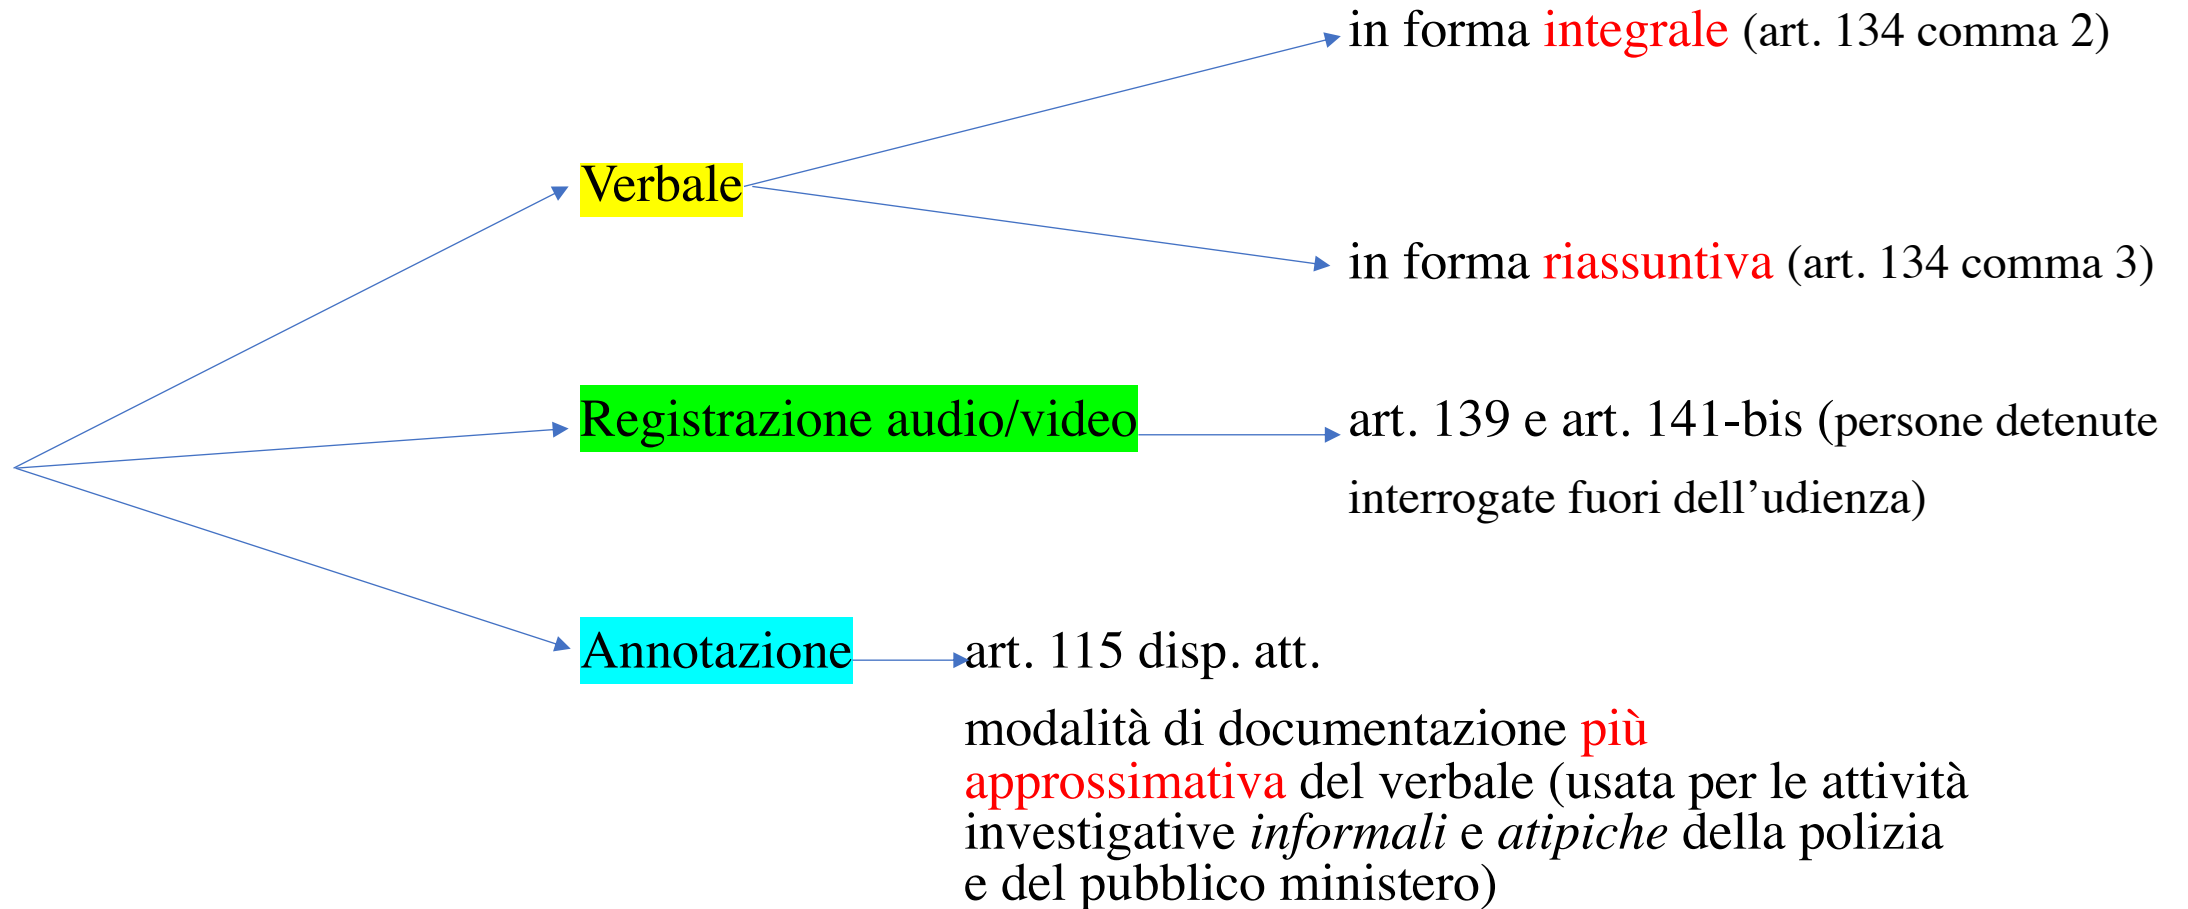 in forma integrale (art. 134 comma 2)
Verbale
in forma riassuntiva (art. 134 comma 3)
Registrazione audio/video
art. 139 e art. 141-bis (persone detenute
interrogate fuori dell’udienza)
Annotazione
art. 115 disp. att.
modalità di documentazione più
approssimativa del verbale (usata per le attività
investigative informali e atipiche della polizia
e del pubblico ministero)